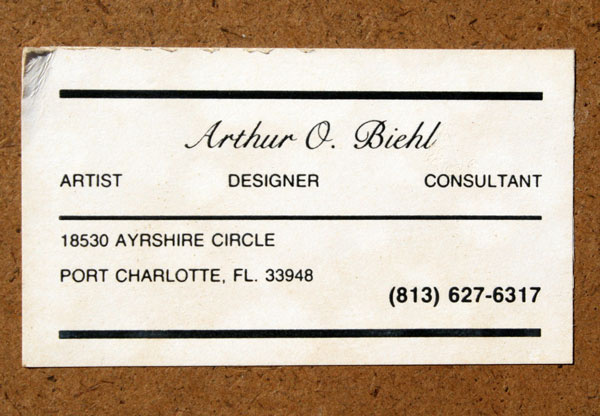 Arthur O. Biehl
ARTIST DESIGNER CONSULTANT
18530 AYRSHIRE CIRCLE
PORT CHARLOTTE, FL. 33948
(813) 627-6317